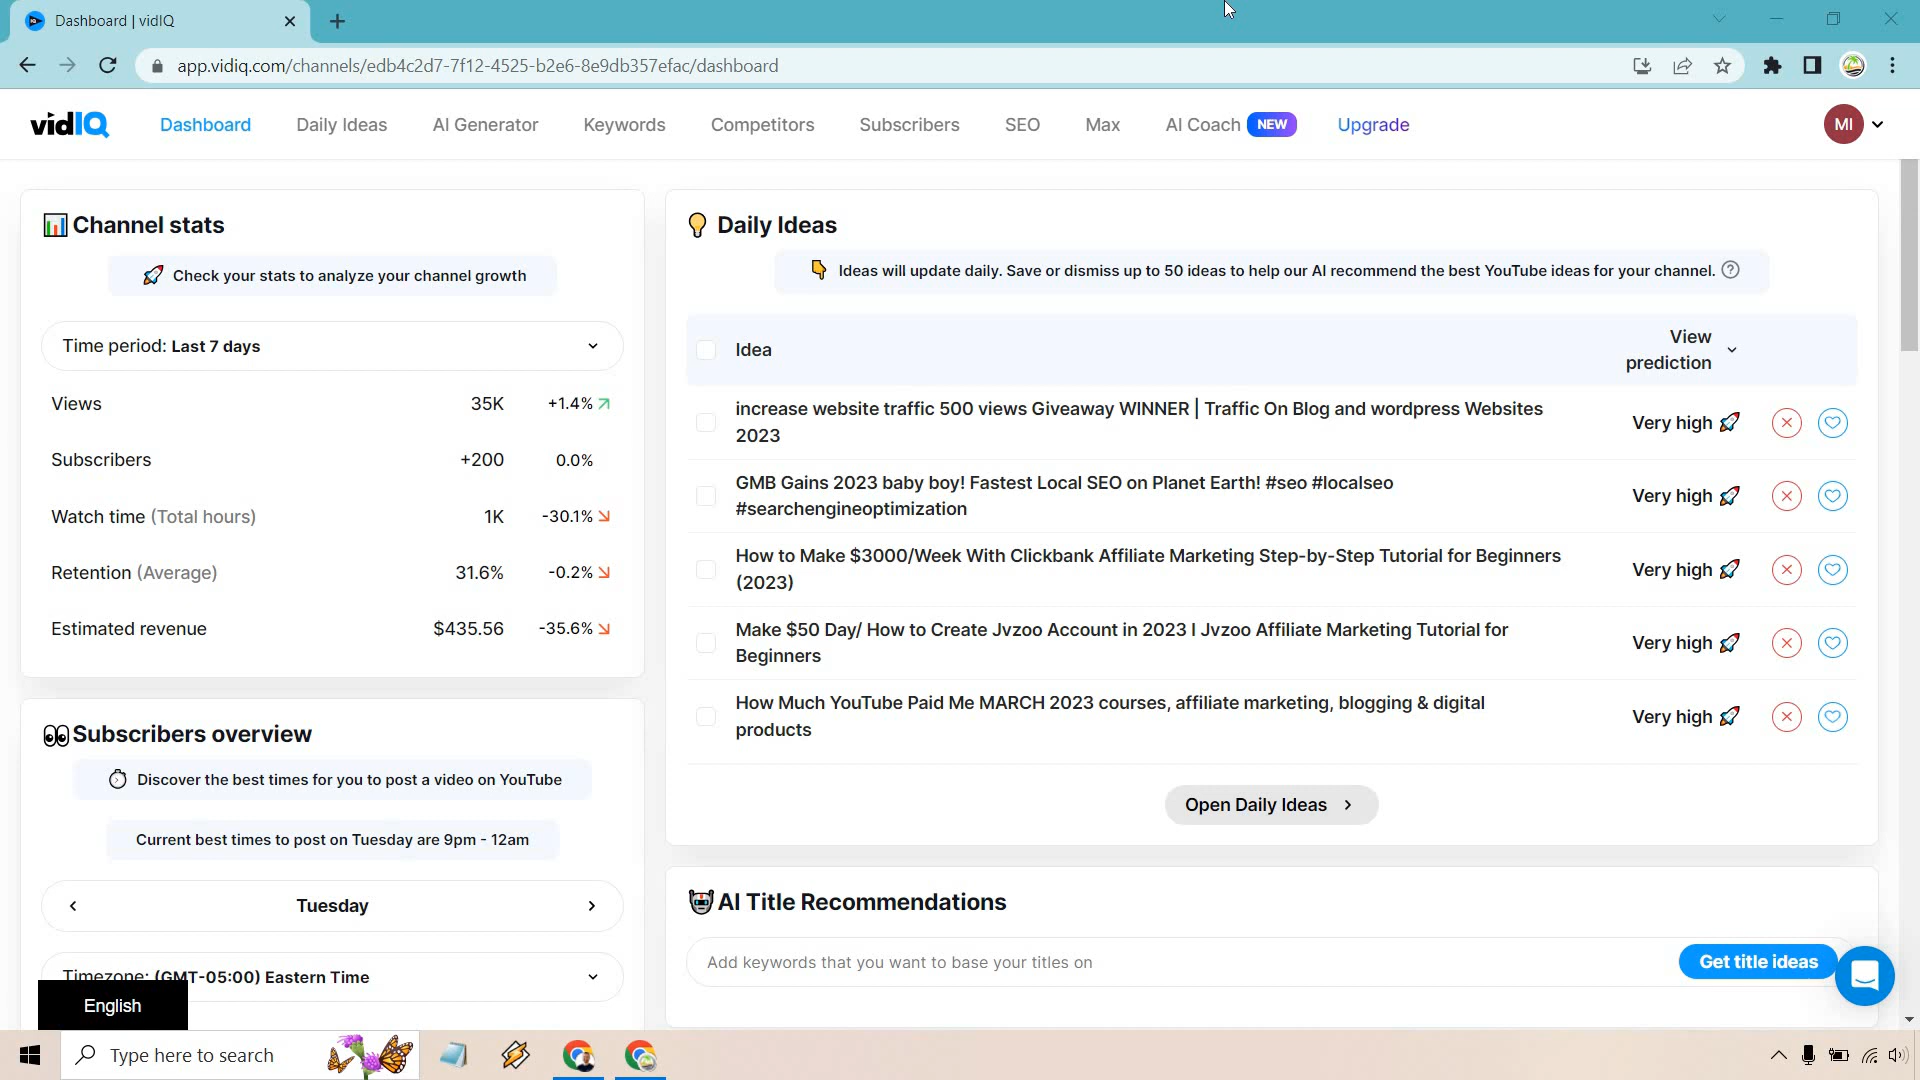 Dashboard | vidIQ
app.vidiq.com/channels/edb4c2d7-7f12-4525-b2e6-8e9db357efac/dashboard
vidIQ
Dashboard
Daily Ideas
AI Generator
Keywords
Competitors
Subscribers
SEO
Max
AI Coach NEW
Upgrade
MI
Channel stats
Check your stats to analyze your channel growth
Time period: Last 7 days
Views 35K +1.4%
Subscribers +200 0.0%
Watch time (Total hours) 1K -30.1%
Retention (Average) 31.6% -0.2%
Estimated revenue $435.56 -35.6%
Subscribers overview
Discover the best times for you to post a video on YouTube
Current best times to post on Tuesday are 9pm - 12am
Tuesday
Timezone: (GMT-05:00) Eastern Time
English
Daily Ideas
Ideas will update daily. Save or dismiss up to 50 ideas to help our AI recommend the best YouTube ideas for your channel.
Idea
View
prediction
increase website traffic 500 views Giveaway WINNER | Traffic On Blog and wordpress Websites
2023
Very high
GMB Gains 2023 baby boy! Fastest Local SEO on Planet Earth! #seo #localseo
#searchengineoptimization
Very high
How to Make $3000/Week With Clickbank Affiliate Marketing Step-by-Step Tutorial for Beginners
(2023)
Very high
Make $50 Day/ How to Create Jvzoo Account in 2023 I Jvzoo Affiliate Marketing Tutorial for
Beginners
Very high
How Much YouTube Paid Me MARCH 2023 courses, affiliate marketing, blogging & digital
products
Very high
Open Daily Ideas
AI Title Recommendations
Add keywords that you want to base your titles on
Get title ideas
Type here to search